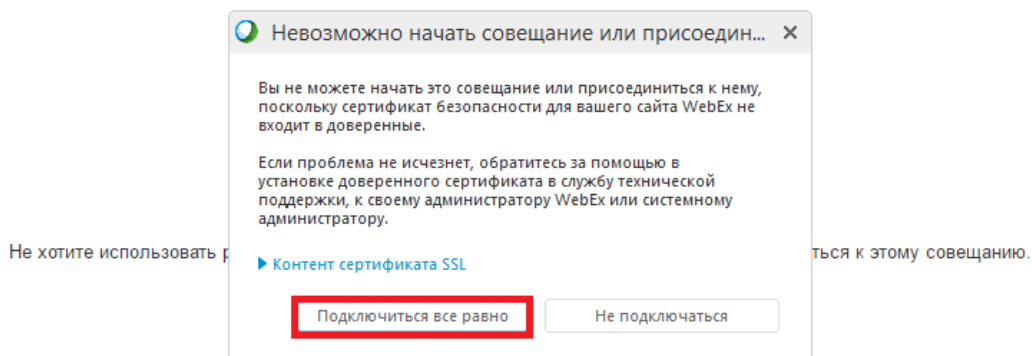 Невозможно начать совещание или присоедин...
Вы не можете начать это совещание или присоединиться к нему,
поскольку сертификат безопасности для вашего сайта WebEx не
входит в доверенные.
Если проблема не исчезнет, обратитесь за помощью в
установке доверенного сертификата в службу технической
поддержки, к своему администратору WebEx или системному
администратору.
Не хотите использовать
ться к этому совещанию.
Контент сертификата SSL
Подключиться все равно
Не подключаться